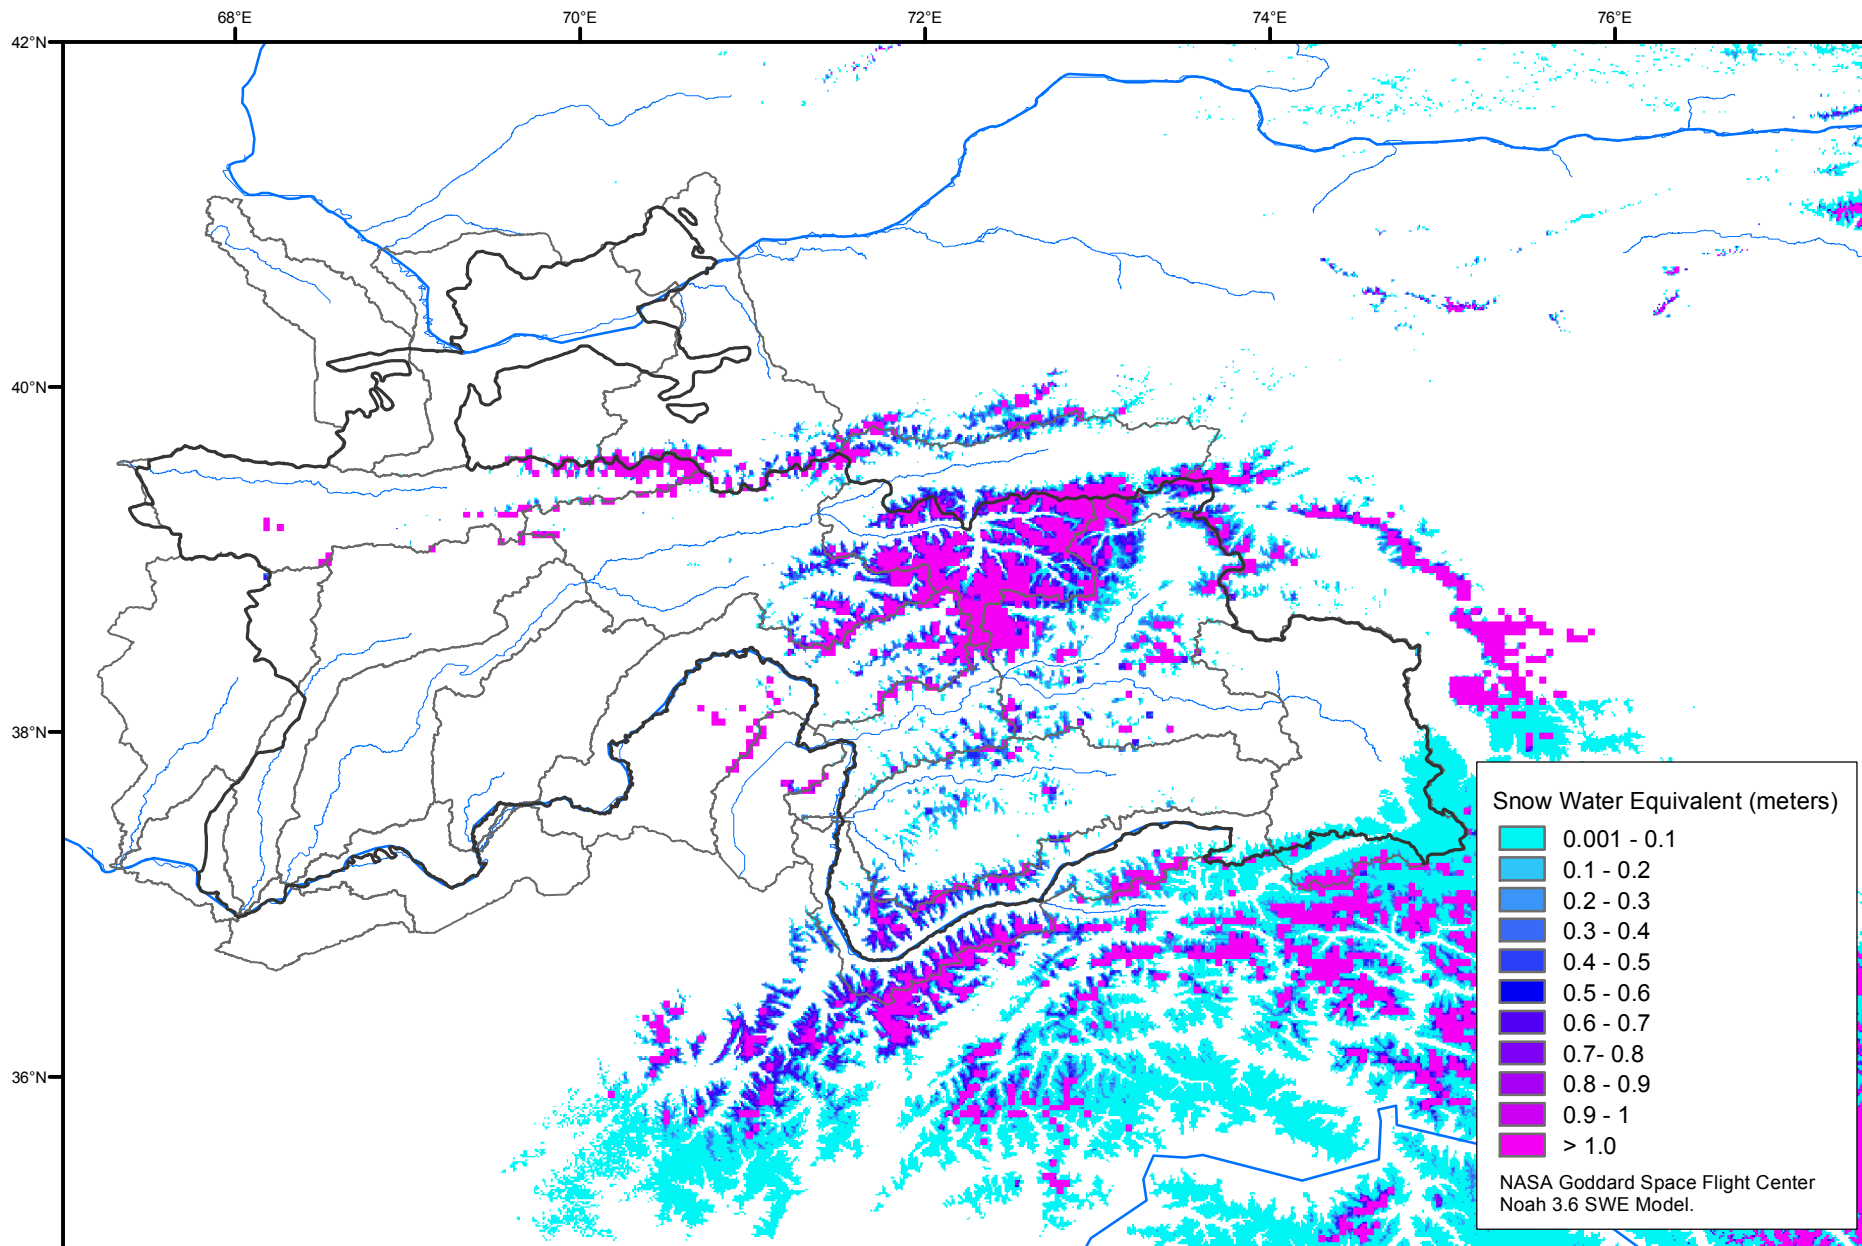 68°E 70°E 72°E 74°E 76°E
42°N
40°N
38°N
36°N
Snow Water Equivalent (meters)
0.001 - 0.1
0.1 - 0.2
0.2 - 0.3
0.3 - 0.4
0.4 - 0.5
0.5 - 0.6
0.6 - 0.7
0.7- 0.8
0.8 - 0.9
0.9 - 1
> 1.0
NASA Goddard Space Flight Center
Noah 3.6 SWE Model.